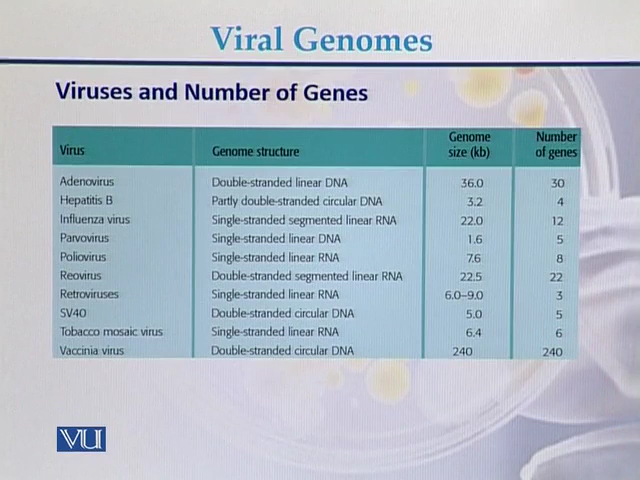 Viral Genomes
Viruses and Number of Genes
Virus Genome structure Genome size (kb) Number of genes
Adenovirus Double-stranded linear DNA 36.0 30
Hepatitis B Partly double-stranded circular DNA 3.2 4
Influenza virus Single-stranded segmented linear RNA 22.0 12
Parvovirus Single-stranded linear DNA 1.6 5
Poliovirus Single-stranded linear RNA 7.6 8
Reovirus Double-stranded segmented linear RNA 22.5 22
Retroviruses Single-stranded linear RNA 6.0–9.0 3
SV40 Double-stranded circular DNA 5.0 5
Tobacco mosaic virus Single-stranded linear RNA 6.4 6
Vaccinia virus Double-stranded circular DNA 240 240
VU